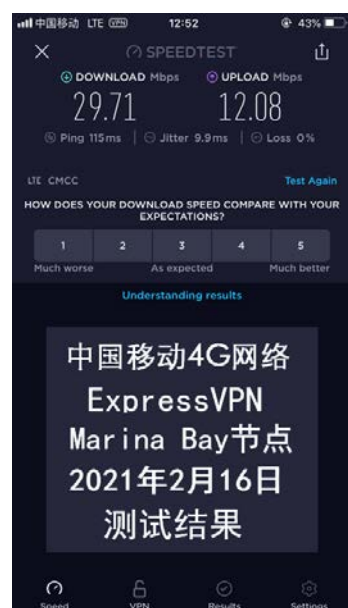 中国移动 LTE VPN 12:52 43%
SPEEDTEST
DOWNLOAD Mbps UPLOAD Mbps
29.71 12.08
Ping 115ms Jitter 9.9ms Loss 0%
LTE CMCC Test Again
HOW DOES YOUR DOWNLOAD SPEED COMPARE WITH YOUR
EXPECTATIONS?
1 2 3 4 5
Much worse As expected Much better
Understanding results
中国移动4G网络
ExpressVPN
Marina Bay节点
2021年2月16日
测试结果
Speed VPN Results Settings